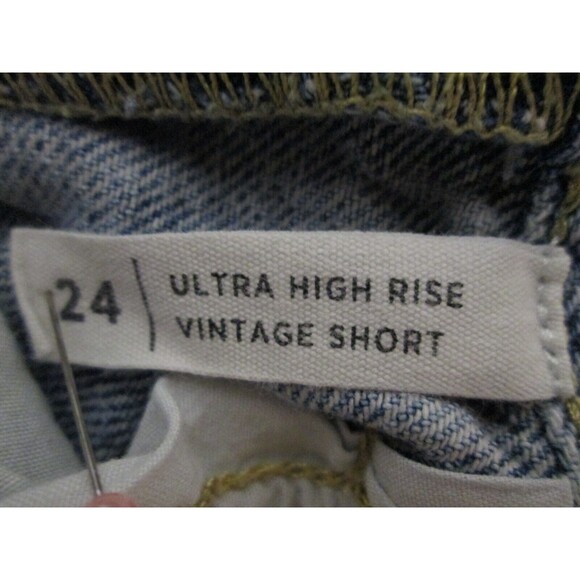 24 | ULTRA HIGH RISE
VINTAGE SHORT